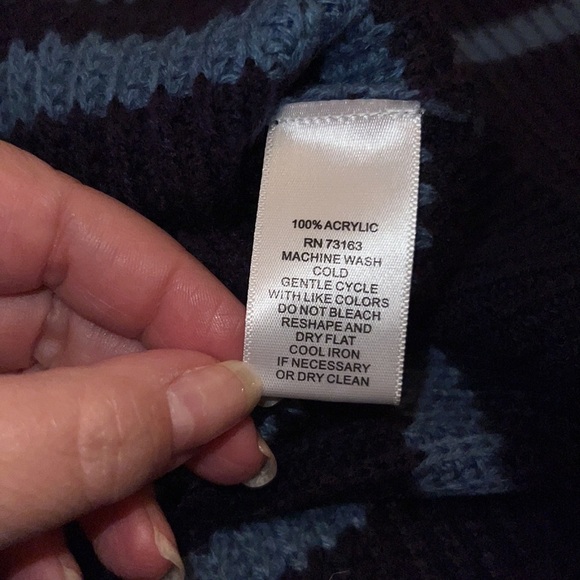 100% ACRYLIC
RN 73163
MACHINE WASH
COLD
GENTLE CYCLE
WITH LIKE COLORS
DO NOT BLEACH
RESHAPE AND
DRY FLAT
COOL IRON
IF NECESSARY
OR DRY CLEAN